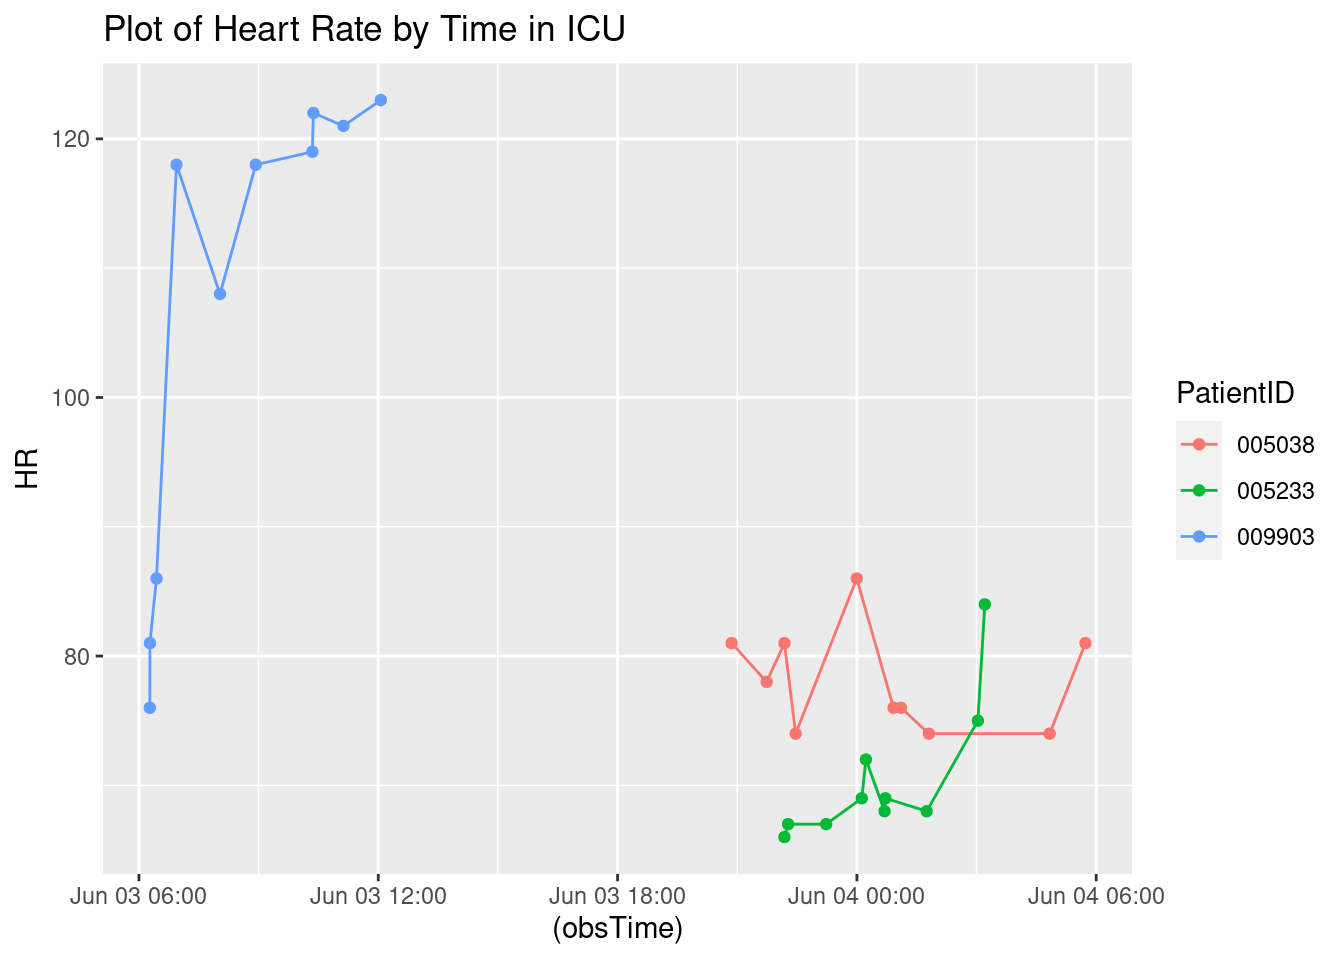 Plot of Heart Rate by Time in ICU
120
100
80
HR
Jun 03 06:00 Jun 03 12:00 Jun 03 18:00 Jun 04 00:00 Jun 04 06:00
(obsTime)
PatientID
005038
005233
009903